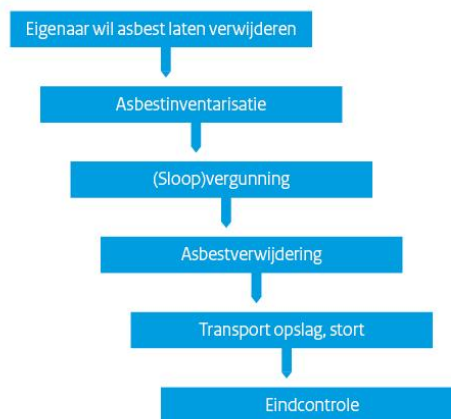 Eigenaar wil asbest laten verwijderen
Asbestinventarisatie
(Sloop)vergunning
Asbestverwijdering
Transport opslag, stort
Eindcontrole